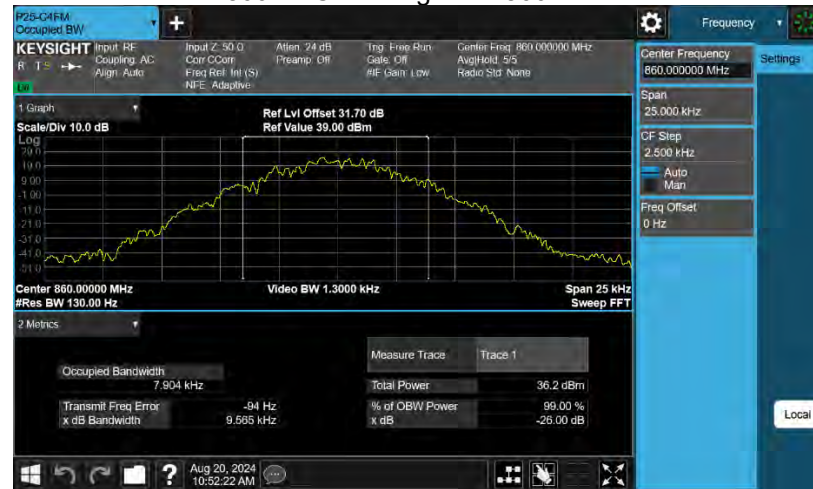 P25-C4FM
Occupied BW
Frequency
KEYSIGHT
R T
Input: RF
Coupling: AC
Align: Auto
Input Z: 50 Ω
Corr CCorr
Freq Ref: Int (S)
NFE: Adaptive
Atten: 24 dB
Preamp: Off
Trig: Free Run
Gate: Off
#IF Gain: Low
Center Freq: 860.000000 MHz
Avg|Hold: 5/5
Radio Std: None
1 Graph
Scale/Div 10.0 dB
Ref Lvl Offset 31.70 dB
Ref Value 39.00 dBm
Log
29.0
19.0
9.00
-1.00
-11.0
-21.0
-31.0
-41.0
-51.0
Center 860.00000 MHz
#Res BW 130.00 Hz
Video BW 1.3000 kHz
Span 25 kHz
Sweep FFT
2 Metrics
Measure Trace
Trace 1
Occupied Bandwidth
7.904 kHz
Total Power
36.2 dBm
Transmit Freq Error
-94 Hz
% of OBW Power
99.00 %
x dB Bandwidth
9.565 kHz
x dB
-26.00 dB
Center Frequency
860.000000 MHz
Settings
Span
25.000 kHz
CF Step
2.500 kHz
Auto
Man
Freq Offset
0 Hz
Local
?
Aug 20, 2024
10:52:22 AM